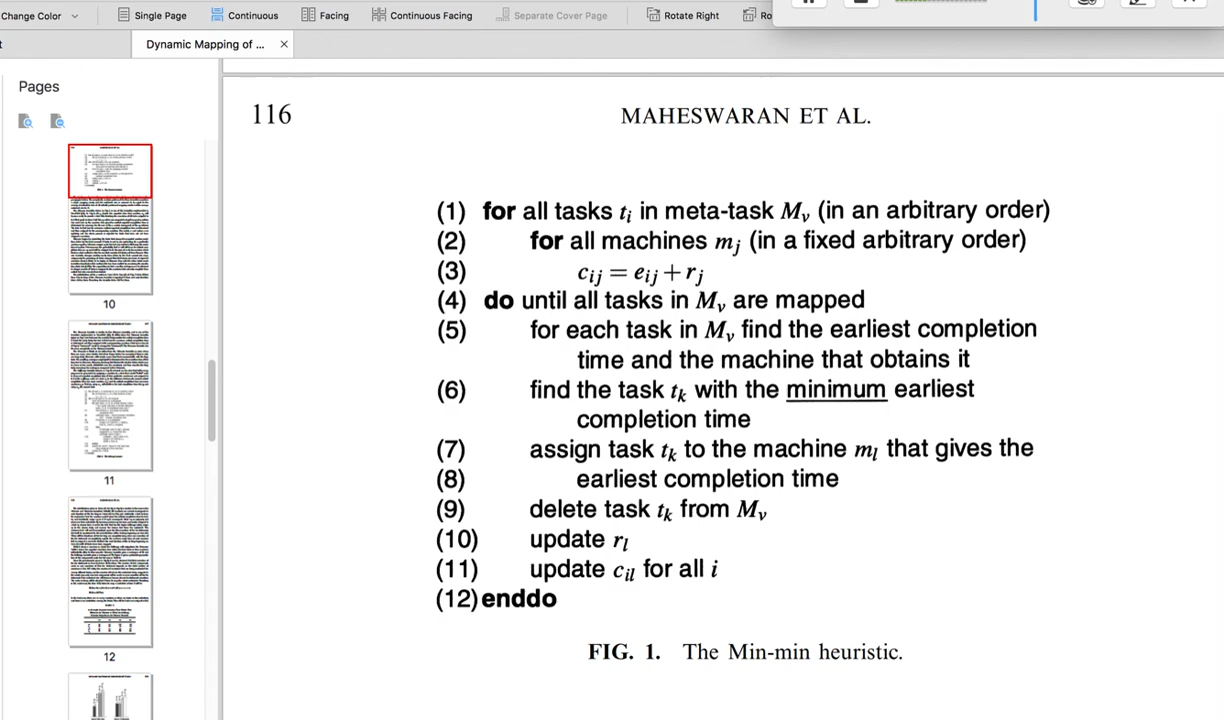 Change Color Single Page Continuous Facing Continuous Facing Separate Cover Page Rotate Right Ro
Dynamic Mapping of ... ×
Pages
116 MAHESWARAN ET AL.
(1) for all tasks tᵢ in meta-task Mᵥ (in an arbitrary order)
(2) for all machines mⱼ (in a fixed arbitrary order)
(3) cᵢⱼ = eᵢⱼ + rⱼ
(4) do until all tasks in Mᵥ are mapped
(5) for each task in Mᵥ find the earliest completion
time and the machine that obtains it
(6) find the task tₖ with the minimum earliest
completion time
(7) assign task tₖ to the machine mₗ that gives the
(8) earliest completion time
(9) delete task tₖ from Mᵥ
(10) update rₗ
(11) update cᵢₗ for all i
(12) enddo
FIG. 1. The Min-min heuristic.
10
11
12